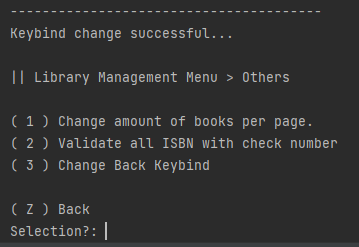 ---------------------------------------
Keybind change successful...
|| Library Management Menu > Others
( 1 ) Change amount of books per page.
( 2 ) Validate all ISBN with check number
( 3 ) Change Back Keybind
( Z ) Back
Selection?: